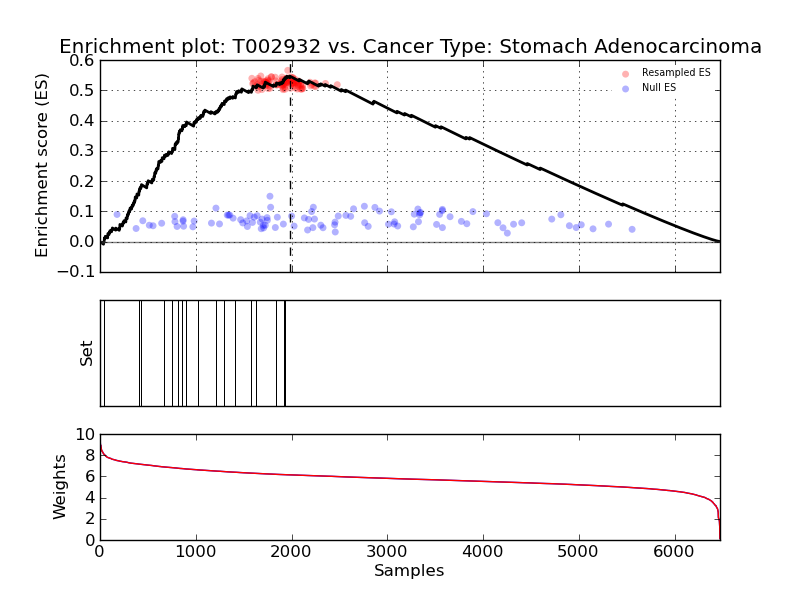 Enrichment plot: T002932 vs. Cancer Type: Stomach Adenocarcinoma
Enrichment score (ES)
0.6
0.5
0.4
0.3
0.2
0.1
0.0
−0.1
Resampled ES
Null ES
Set
Weights
10
8
6
4
2
0
0 1000 2000 3000 4000 5000 6000
Samples